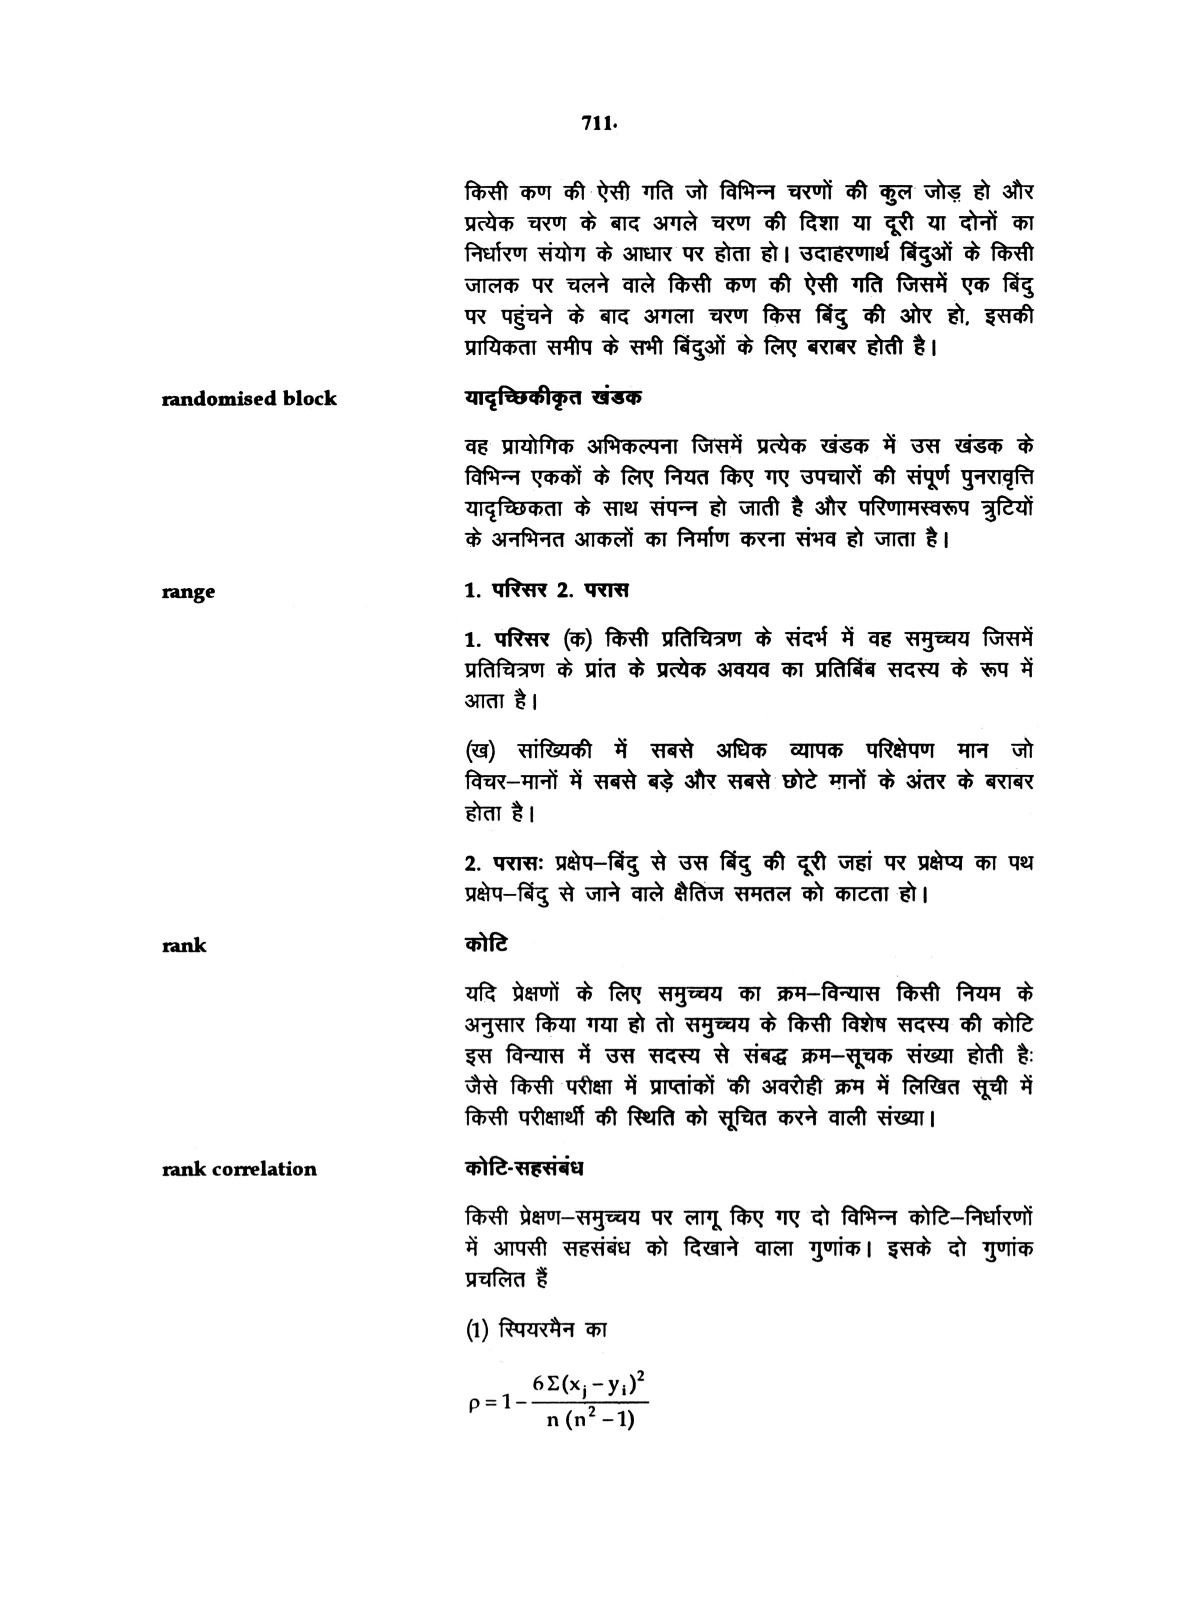 711.
किसी कण की ऐसी गति जो विभिन्न चरणों की कुल जोड़ हो और
प्रत्येक चरण के बाद अगले चरण की दिशा या दूरी या दोनों का
निर्धारण संयोग के आधार पर होता हो। उदाहरणार्थ बिंदुओं के किसी
जालक पर चलने वाले किसी कण की ऐसी गति जिसमें एक बिंदु
पर पहुंचने के बाद अगला चरण किस बिंदु की ओर हो, इसकी
प्रायिकता समीप के सभी बिंदुओं के लिए बराबर होती है।
randomised block यादृच्छिकीकृत खंडक
वह प्रायोगिक अभिकल्पना जिसमें प्रत्येक खंडक में उस खंडक के
विभिन्न एककों के लिए नियत किए गए उपचारों की संपूर्ण पुनरावृत्ति
यादृच्छिकता के साथ संपन्न हो जाती है और परिणामस्वरूप त्रुटियों
के अनभिनत आकलों का निर्माण करना संभव हो जाता है।
range 1. परिसर 2. परास
1. परिसर (क) किसी प्रतिचित्रण के संदर्भ में वह समुच्चय जिसमें
प्रतिचित्रण के प्रांत के प्रत्येक अवयव का प्रतिबिंब सदस्य के रूप में
आता है।
(ख) सांख्यिकी में सबसे अधिक व्यापक परिक्षेपण मान जो
विचर–मानों में सबसे बड़े और सबसे छोटे मानों के अंतर के बराबर
होता है।
2. परासः प्रक्षेप–बिंदु से उस बिंदु की दूरी जहां पर प्रक्षेप्य का पथ
प्रक्षेप–बिंदु से जाने वाले क्षैतिज समतल को काटता हो।
rank कोटि
यदि प्रेक्षणों के लिए समुच्चय का क्रम–विन्यास किसी नियम के
अनुसार किया गया हो तो समुच्चय के किसी विशेष सदस्य की कोटि
इस विन्यास में उस सदस्य से संबद्ध क्रम–सूचक संख्या होती हैः
जैसे किसी परीक्षा में प्राप्तांकों की अवरोही क्रम में लिखित सूची में
किसी परीक्षार्थी की स्थिति को सूचित करने वाली संख्या।
rank correlation कोटि-सहसंबंध
किसी प्रेक्षण–समुच्चय पर लागू किए गए दो विभिन्न कोटि–निर्धारणों
में आपसी सहसंबंध को दिखाने वाला गुणांक। इसके दो गुणांक
प्रचलित हैं
(1) स्पियरमैन का
ρ = 1 - 6 Σ(x_j – y_i)² / n (n² – 1)